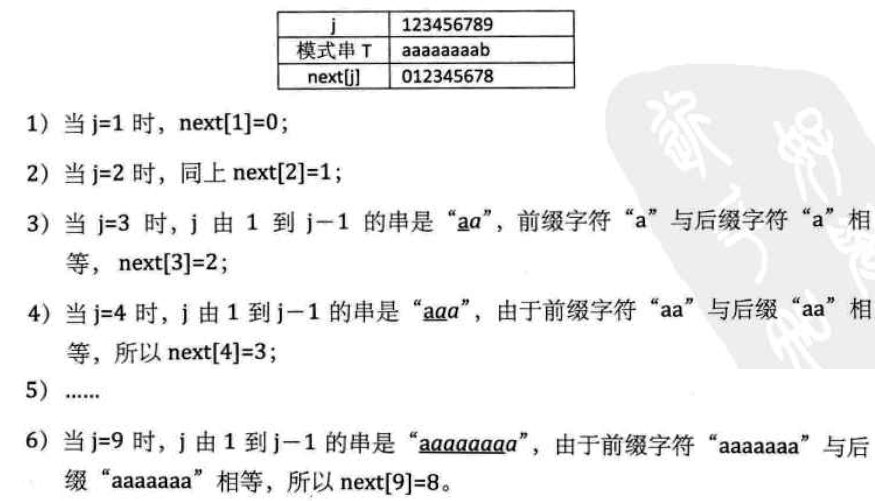 j 123456789
模式串 T aaaaaaaab
next[j] 012345678
1）当 j=1 时，next[1]=0；
2）当 j=2 时，同上 next[2]=1；
3）当 j=3 时，j 由 1 到 j－1 的串是“aa”，前缀字符“a”与后缀字符“a”相
等，next[3]=2；
4）当 j=4 时，j 由 1 到 j－1 的串是“aaa”，由于前缀字符“aa”与后缀“aa”相
等，所以 next[4]=3；
5）……
6）当 j=9 时，j 由 1 到 j－1 的串是“aaaaaaaa”，由于前缀字符“aaaaaaa”与后
缀“aaaaaaa”相等，所以 next[9]=8。